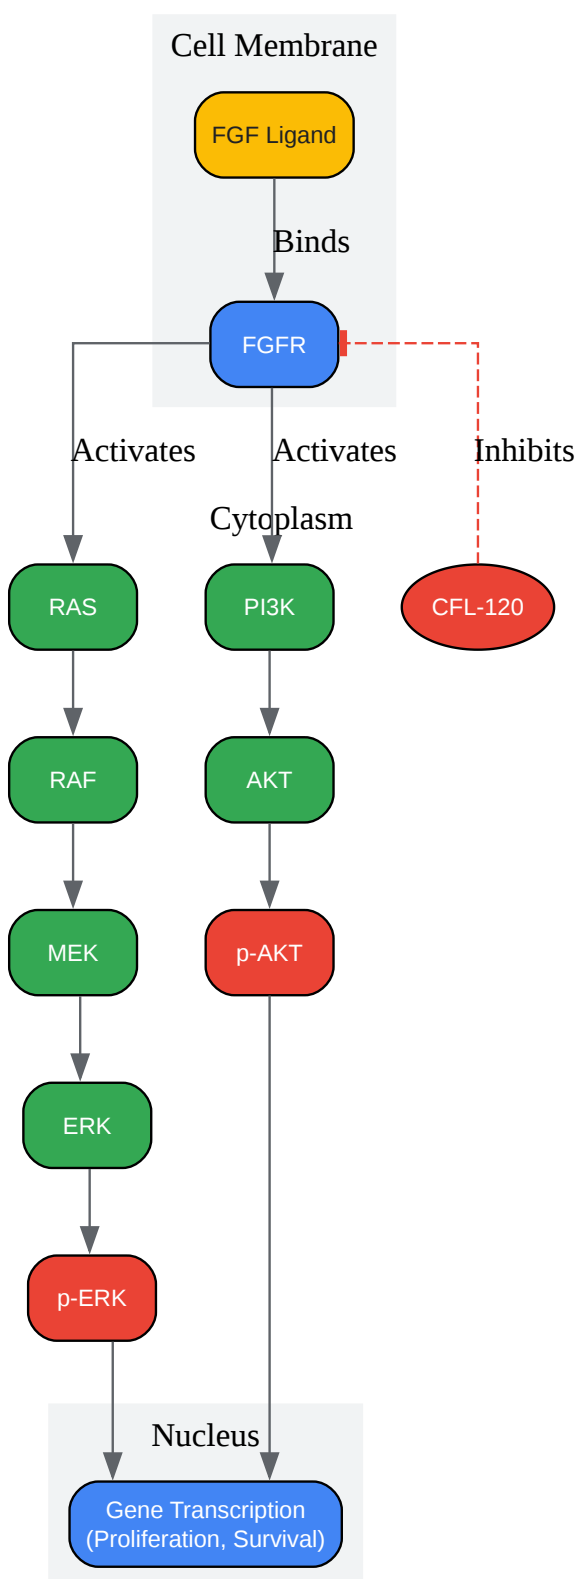 Cell Membrane
FGF Ligand
Binds
FGFR
Activates
Activates
Inhibits
Cytoplasm
RAS
PI3K
CFL-120
RAF
AKT
MEK
p-AKT
ERK
p-ERK
Nucleus
Gene Transcription
(Proliferation, Survival)